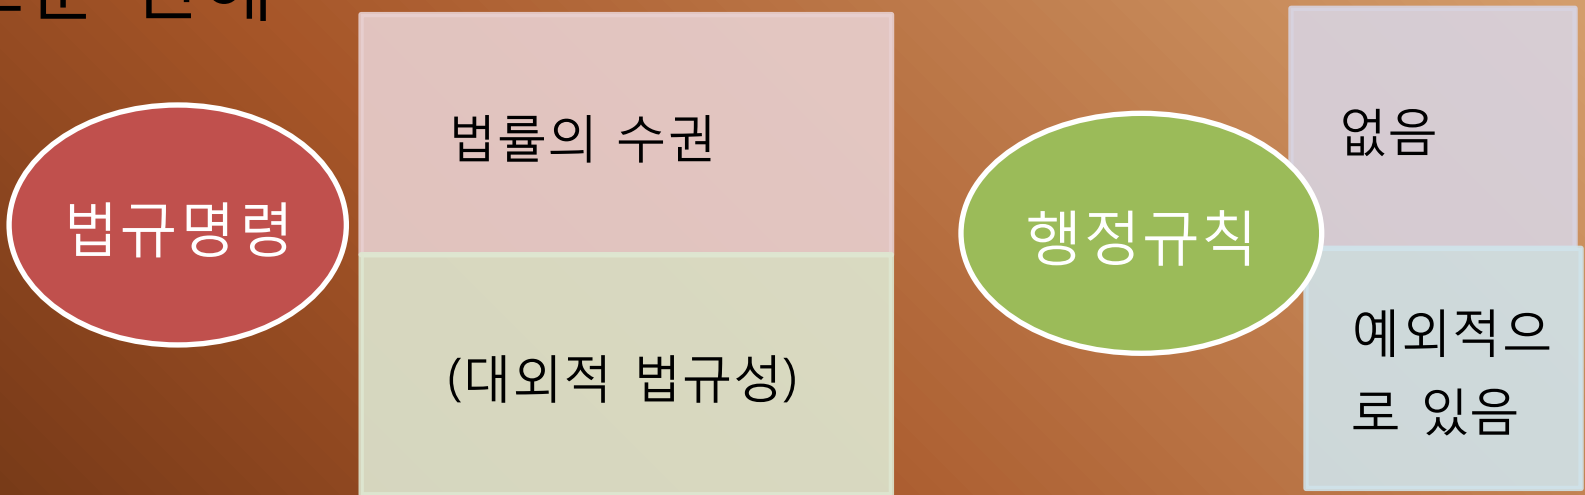 법규명령
법률의 수권
(대외적 법규성)
행정규칙
없음
예외적으
로 있음